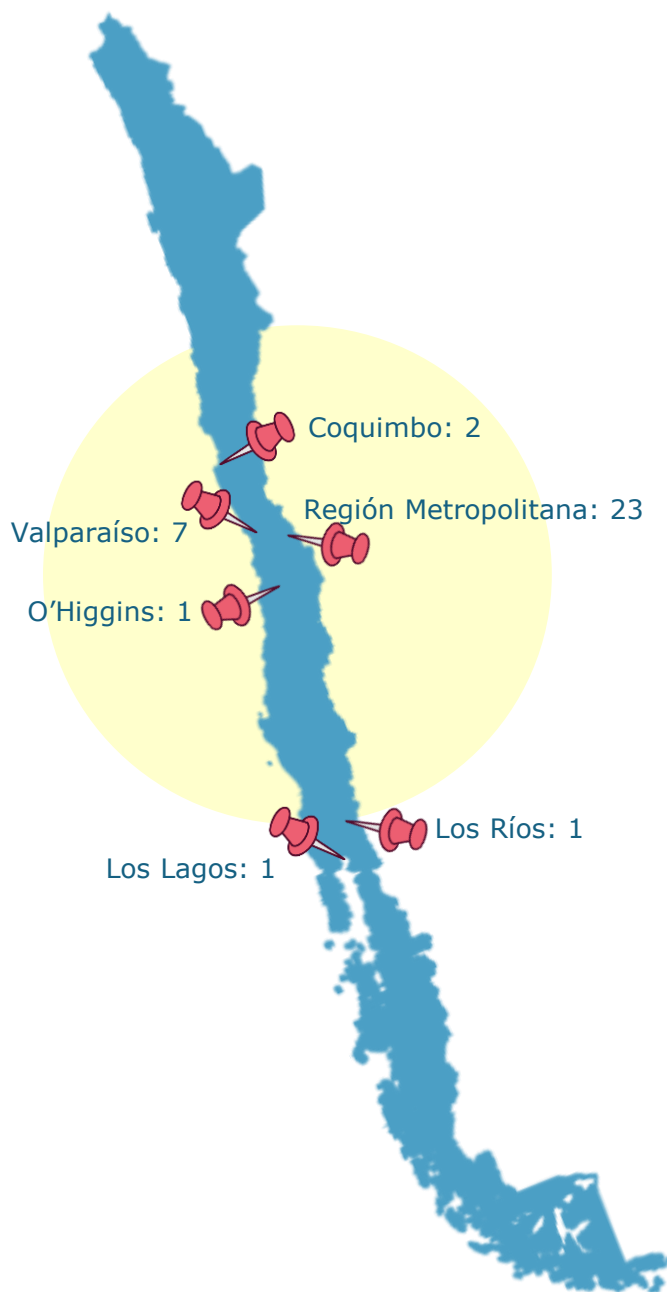 Coquimbo: 2
Región Metropolitana: 23
Valparaíso: 7
O’Higgins: 1
Los Ríos: 1
Los Lagos: 1